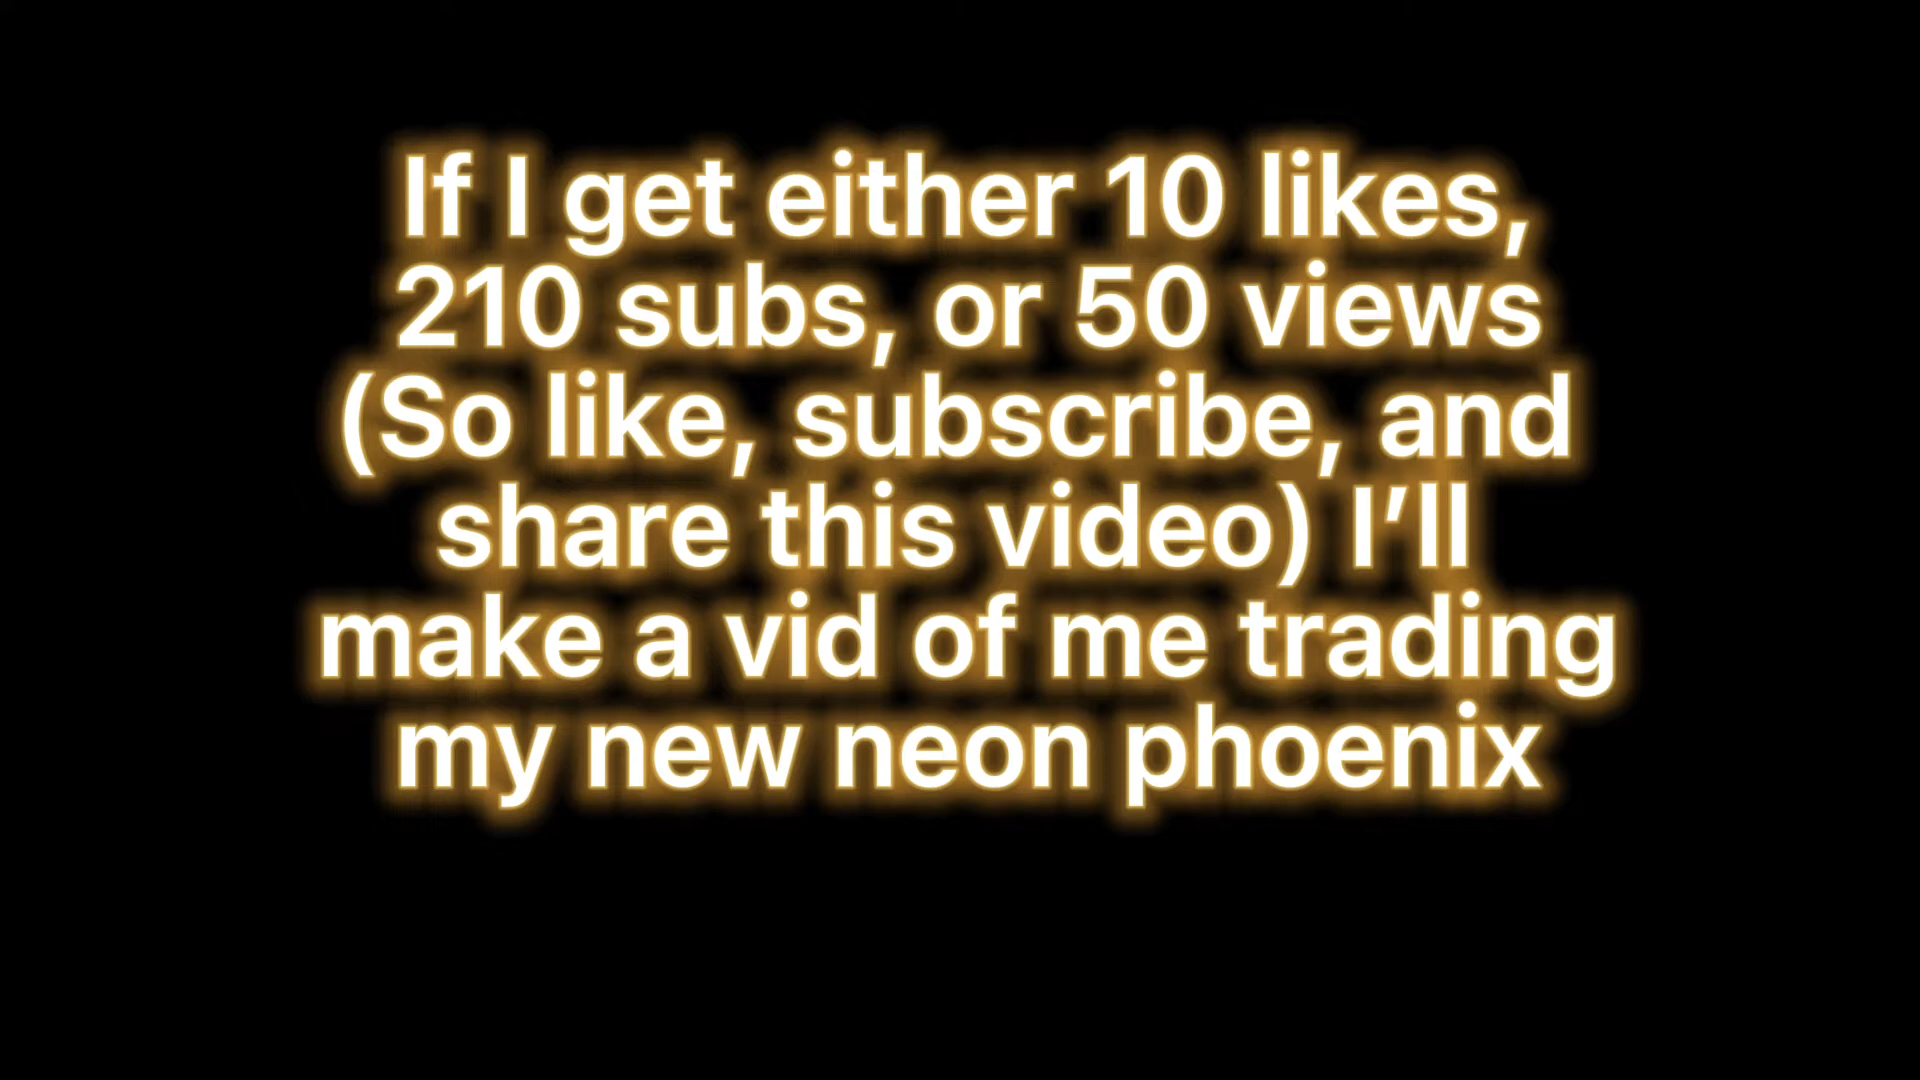 If I get either 10 likes,
210 subs, or 50 views
(So like, subscribe, and
share this video) I’ll
make a vid of me trading
my new neon phoenix